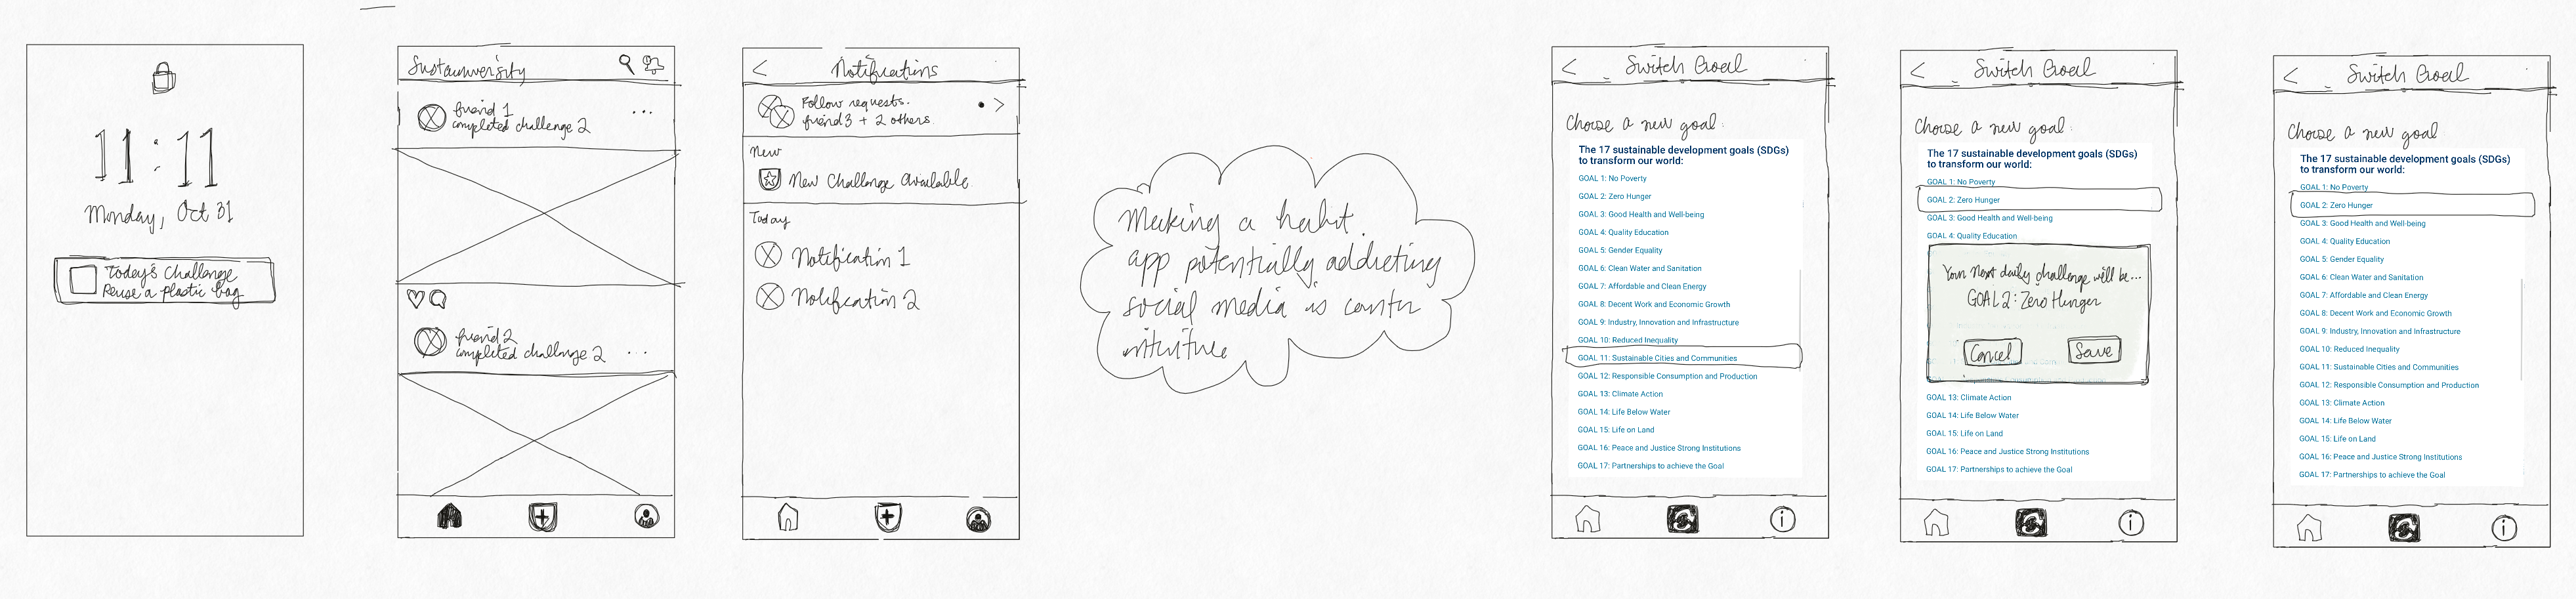 11:11
Monday, Oct 31
Today's Challenge
Reuse a plastic bag
Sustainversity
friend 1
completed challenge 2
...
friend 2
completed challenge 2
...
<
Notifications
Follow requests.
friend 3 + 2 others
>
New
New Challenge Available
Today
Notification 1
Notification 2
Making a habit
app potentially addicting
social media is counter
intuitive
<
Switch Goal
Choose a new goal:
The 17 sustainable development goals (SDGs)
to transform our world:
GOAL 1: No Poverty
GOAL 2: Zero Hunger
GOAL 3: Good Health and Well-being
GOAL 4: Quality Education
GOAL 5: Gender Equality
GOAL 6: Clean Water and Sanitation
GOAL 7: Affordable and Clean Energy
GOAL 8: Decent Work and Economic Growth
GOAL 9: Industry, Innovation and Infrastructure
GOAL 10: Reduced Inequality
GOAL 11: Sustainable Cities and Communities
GOAL 12: Responsible Consumption and Production
GOAL 13: Climate Action
GOAL 14: Life Below Water
GOAL 15: Life on Land
GOAL 16: Peace and Justice Strong Institutions
GOAL 17: Partnerships to achieve the Goal
<
Switch Goal
Choose a new goal:
The 17 sustainable development goals (SDGs)
to transform our world:
GOAL 1: No Poverty
GOAL 2: Zero Hunger
GOAL 3: Good Health and Well-being
GOAL 4: Quality Education
Your next daily challenge will be...
GOAL 2: Zero Hunger
Cancel
Save
GOAL 13: Climate Action
GOAL 14: Life Below Water
GOAL 15: Life on Land
GOAL 16: Peace and Justice Strong Institutions
GOAL 17: Partnerships to achieve the Goal
<
Switch Goal
Choose a new goal
The 17 sustainable development goals (SDGs)
to transform our world:
GOAL 1: No Poverty
GOAL 2: Zero Hunger
GOAL 3: Good Health and Well-being
GOAL 4: Quality Education
GOAL 5: Gender Equality
GOAL 6: Clean Water and Sanitation
GOAL 7: Affordable and Clean Energy
GOAL 8: Decent Work and Economic Growth
GOAL 9: Industry, Innovation and Infrastructure
GOAL 10: Reduced Inequality
GOAL 11: Sustainable Cities and Communities
GOAL 12: Responsible Consumption and Production
GOAL 13: Climate Action
GOAL 14: Life Below Water
GOAL 15: Life on Land
GOAL 16: Peace and Justice Strong Institutions
GOAL 17: Partnerships to achieve the Goal